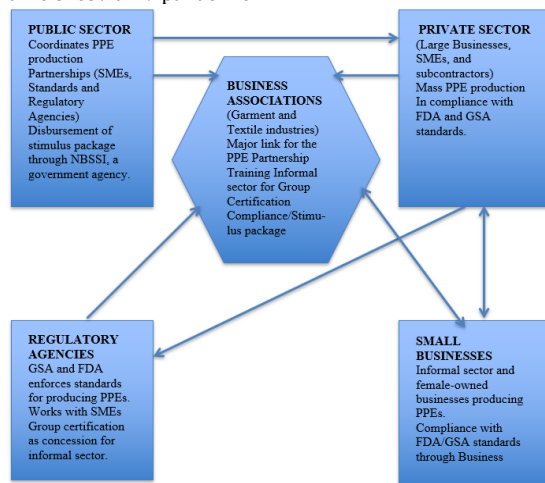 PUBLIC SECTOR
Coordinates PPE
production
Partnerships (SMEs,
Standards and
Regulatory
Agencies)
Disbursement of
stimulus package
through NBSSI, a
government agency.
BUSINESS
ASSOCIATIONS
(Garment and
Textile industries)
Major link for the
PPE Partnership
Training Informal
sector for Group
Certification
Compliance/Stimu-
lus package
PRIVATE SECTOR
(Large Businesses,
SMEs, and
subcontractors)
Mass PPE production
In compliance with
FDA and GSA
standards.
REGULATORY
AGENCIES
GSA and FDA
enforces standards
for producing PPEs.
Works with SMEs
Group certification
as concession for
informal sector.
SMALL
BUSINESSES
Informal sector and
female-owned
businesses producing
PPEs.
Compliance with
FDA/GSA standards
through Business